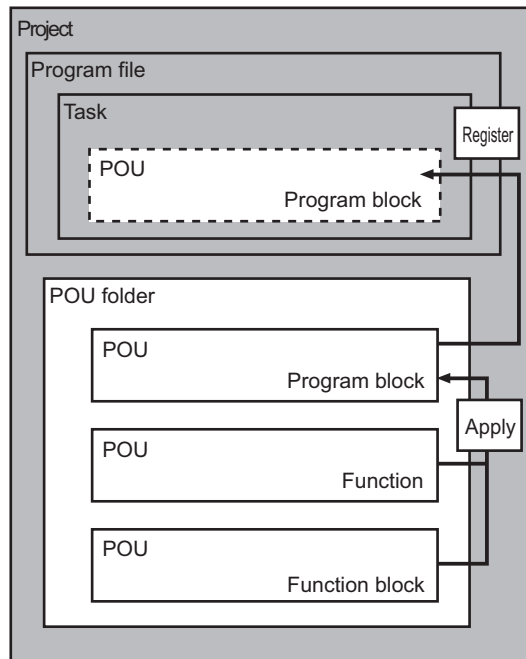 Project
Program file
Task
Register
POU
Program block
POU folder
POU
Program block
Apply
POU
Function
POU
Function block